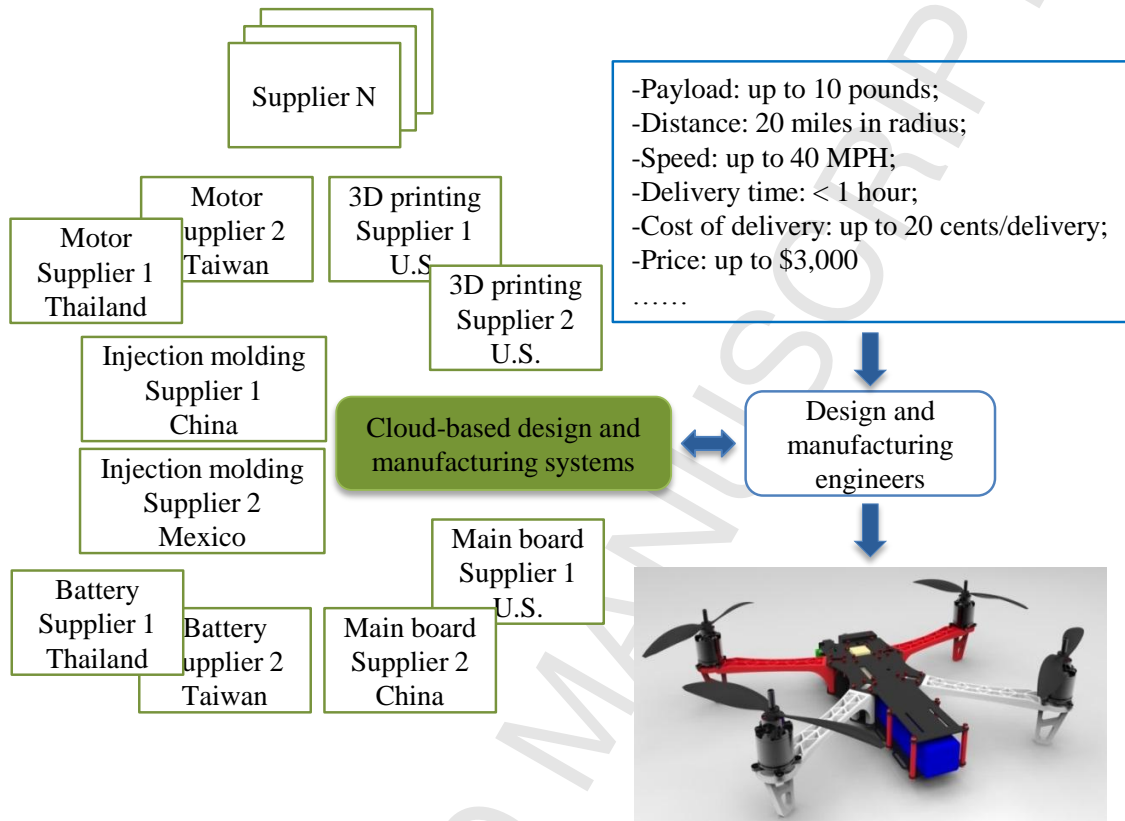 Supplier N
-Payload: up to 10 pounds;
-Distance: 20 miles in radius;
-Speed: up to 40 MPH;
-Delivery time: < 1 hour;
-Cost of delivery: up to 20 cents/delivery;
-Price: up to $3,000
……
Motor
Supplier 1
Thailand
Motor
upplier 2
Taiwan
3D printing
Supplier 1
U.S
3D printing
Supplier 2
U.S.
Injection molding
Supplier 1
China
Injection molding
Supplier 2
Mexico
Cloud-based design and
manufacturing systems
Design and
manufacturing
engineers
Battery
Supplier 1
Thailand
Battery
upplier 2
Taiwan
Main board
Supplier 1
U.S.
Main board
Supplier 2
China
MANUSCRIP